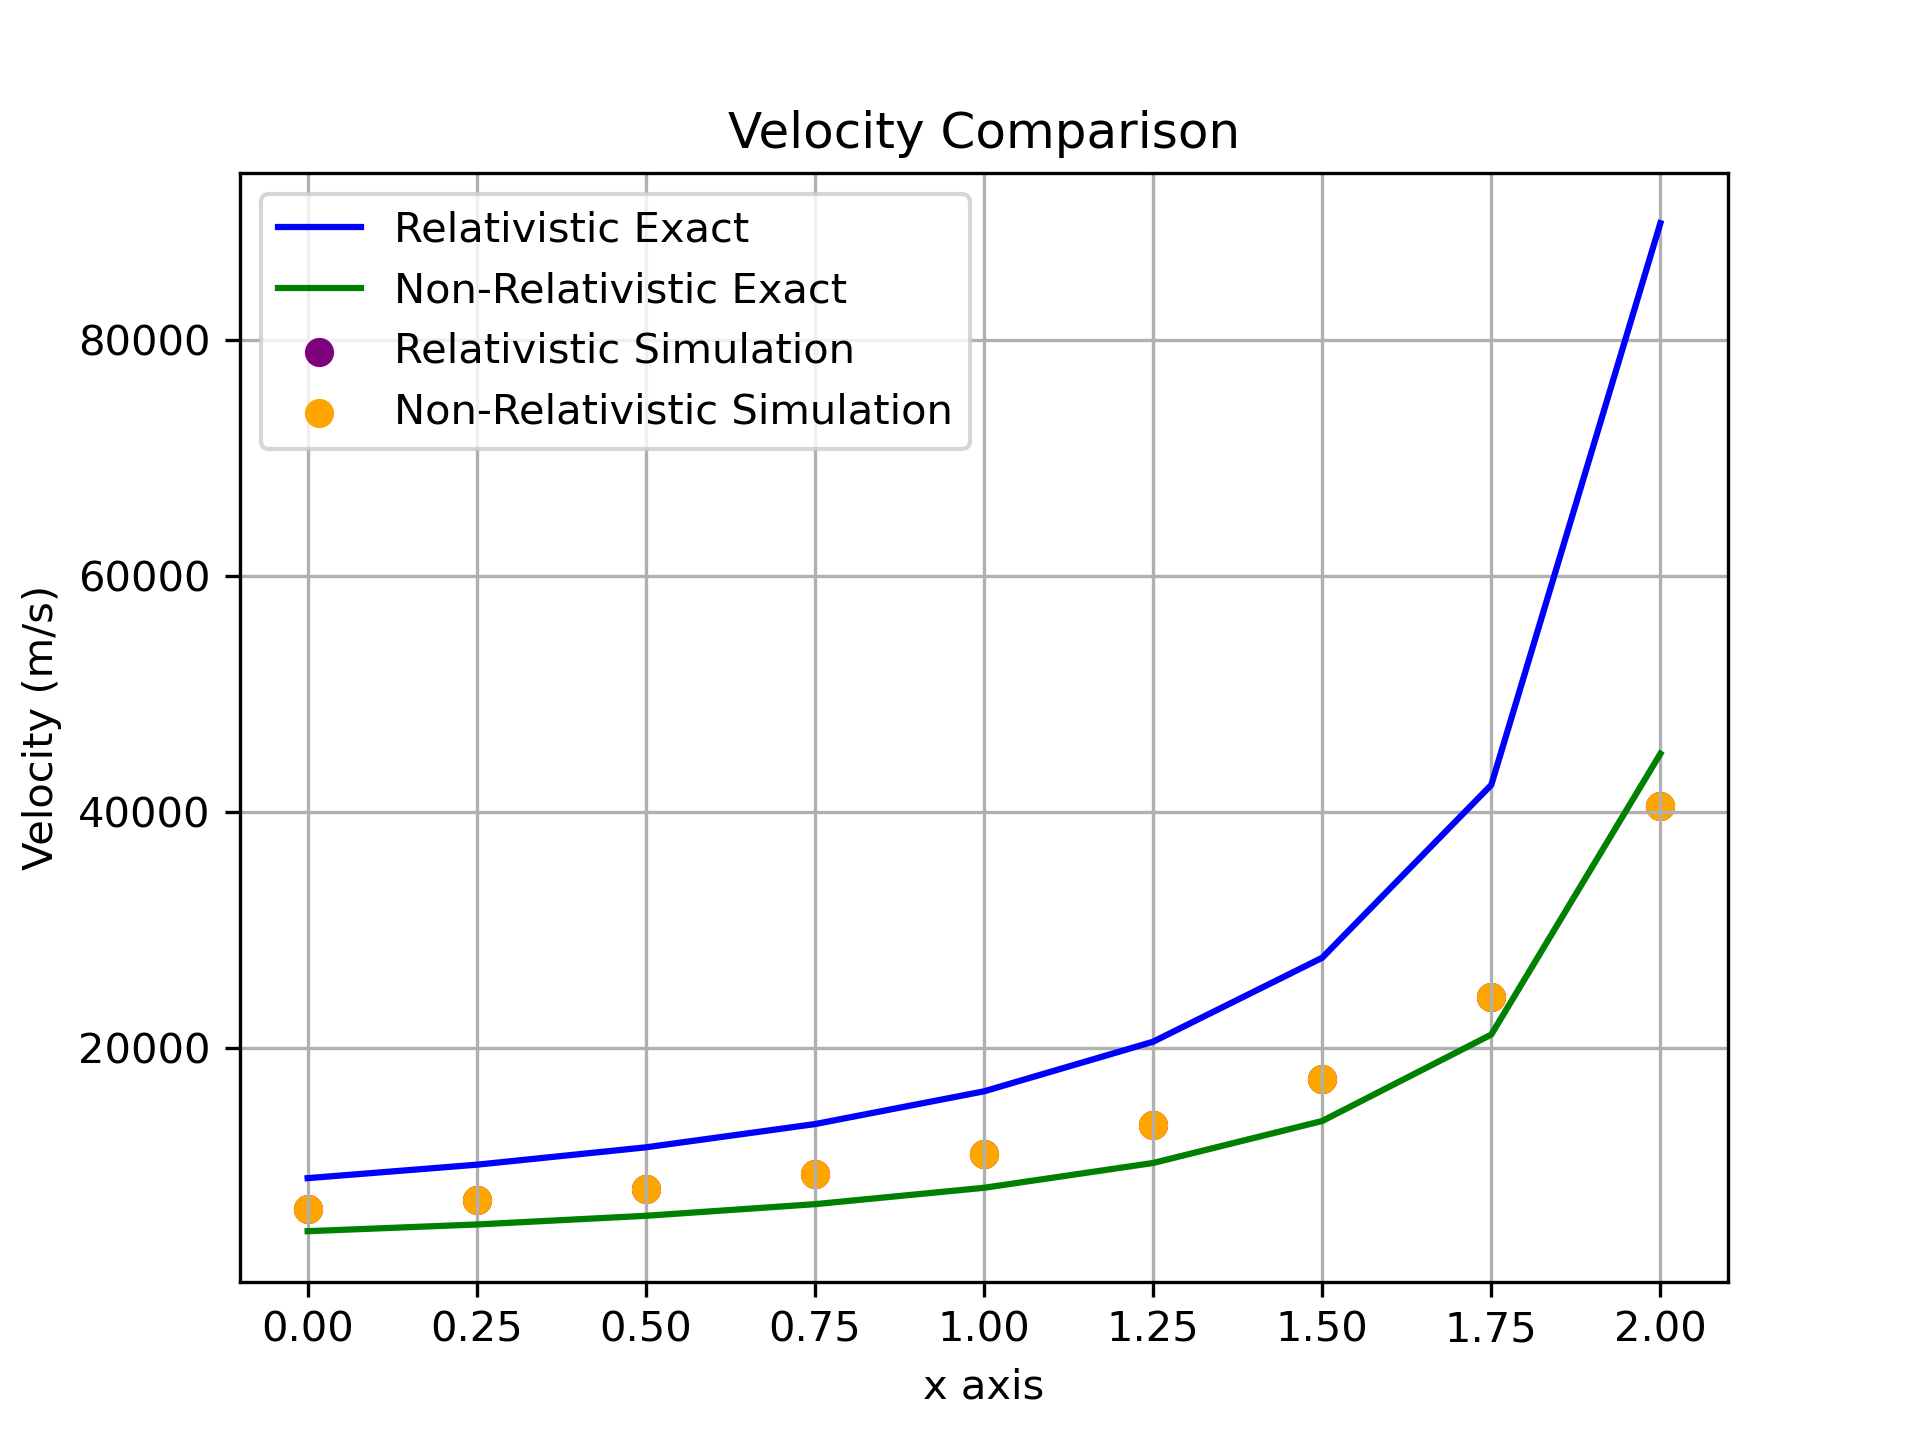 Velocity Comparison
Relativistic Exact
Non-Relativistic Exact
Relativistic Simulation
Non-Relativistic Simulation
80000
60000
40000
20000
Velocity (m/s)
0.00 0.25 0.50 0.75 1.00 1.25 1.50 1.75 2.00
x axis